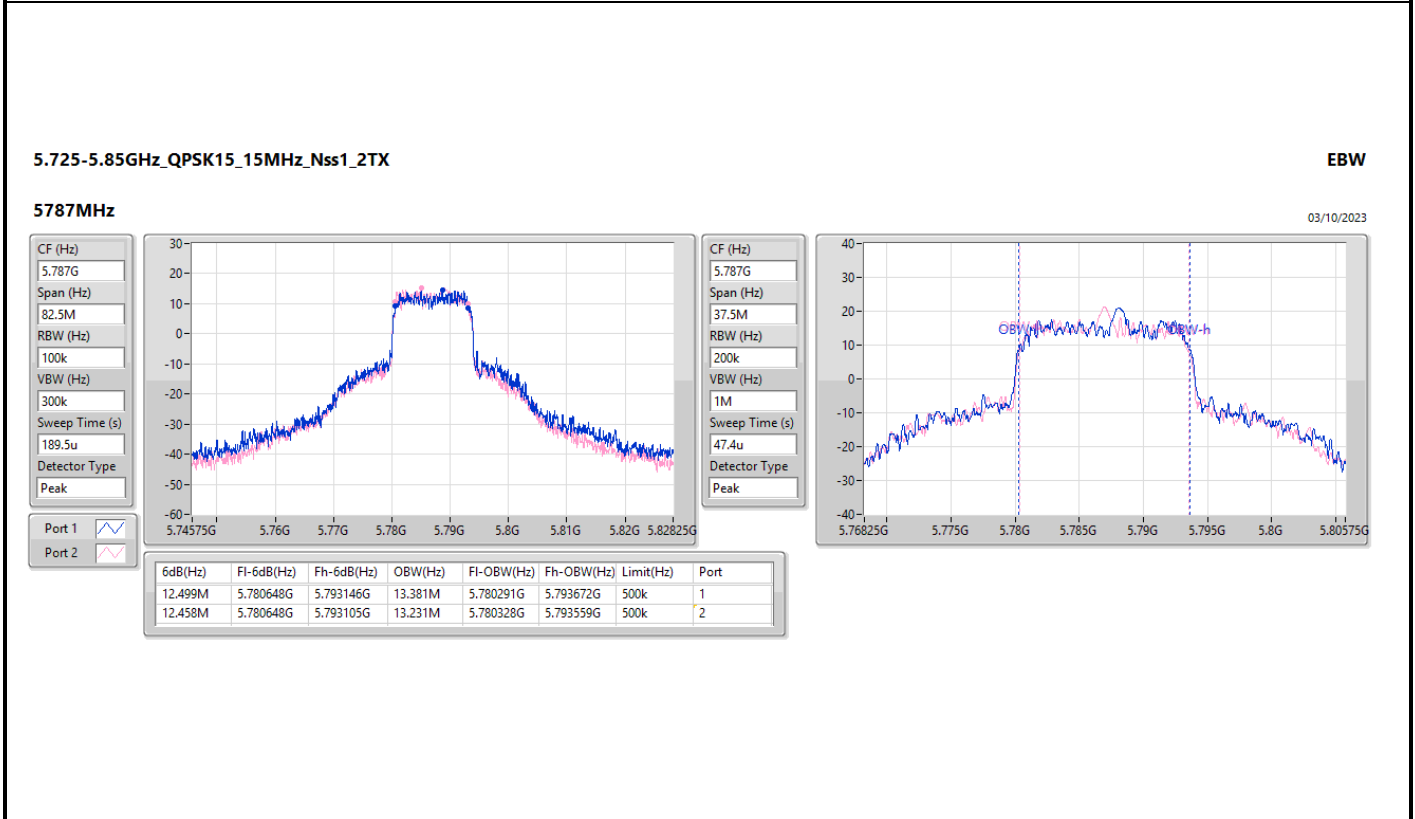 5.725-5.85GHz_QPSK15_15MHz_Nss1_2TX
EBW
5787MHz
03/10/2023
CF (Hz)
5.787G
Span (Hz)
82.5M
RBW (Hz)
100k
VBW (Hz)
300k
Sweep Time (s)
189.5u
Detector Type
Peak
Port 1
Port 2
30
20
10
0
-10
-20
-30
-40
-50
-60
5.74575G 5.76G 5.77G 5.78G 5.79G 5.8G 5.81G 5.82G 5.82825G
CF (Hz)
5.787G
Span (Hz)
37.5M
RBW (Hz)
200k
VBW (Hz)
1M
Sweep Time (s)
47.4u
Detector Type
Peak
40
30
20
10
0
-10
-20
-30
-40
OBW-h
5.76825G 5.775G 5.78G 5.785G 5.79G 5.795G 5.8G 5.80575G
6dB(Hz) Fl-6dB(Hz) Fh-6dB(Hz) OBW(Hz) Fl-OBW(Hz) Fh-OBW(Hz) Limit(Hz) Port
12.499M 5.780648G 5.793146G 13.381M 5.780291G 5.793672G 500k 1
12.458M 5.780648G 5.793105G 13.231M 5.780328G 5.793559G 500k 2